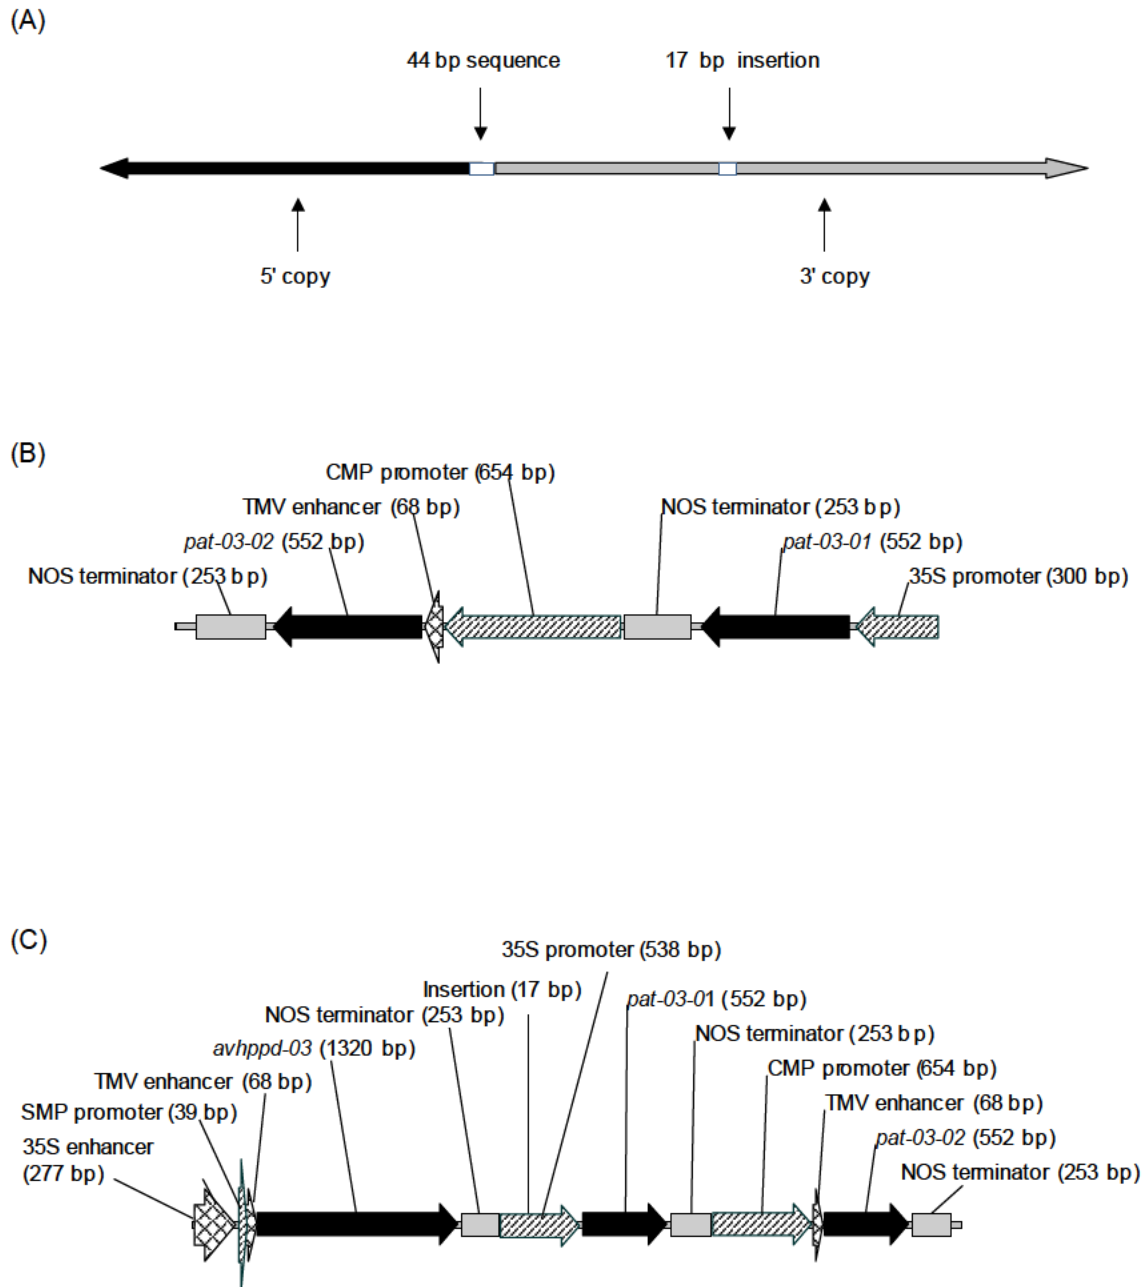 (A)
44 bp sequence
17 bp insertion
5' copy
3' copy
(B)
CMP promoter (654 bp)
TMV enhancer (68 bp)
NOS terminator (253 bp)
pat-03-02 (552 bp)
pat-03-01 (552 bp)
NOS terminator (253 bp)
35S promoter (300 bp)
(C)
35S promoter (538 bp)
Insertion (17 bp)
pat-03-01 (552 bp)
NOS terminator (253 bp)
NOS terminator (253 bp)
avhppd-03 (1320 bp)
CMP promoter (654 bp)
TMV enhancer (68 bp)
TMV enhancer (68 bp)
SMP promoter (39 bp)
pat-03-02 (552 bp)
35S enhancer
(277 bp)
NOS terminator (253 bp)